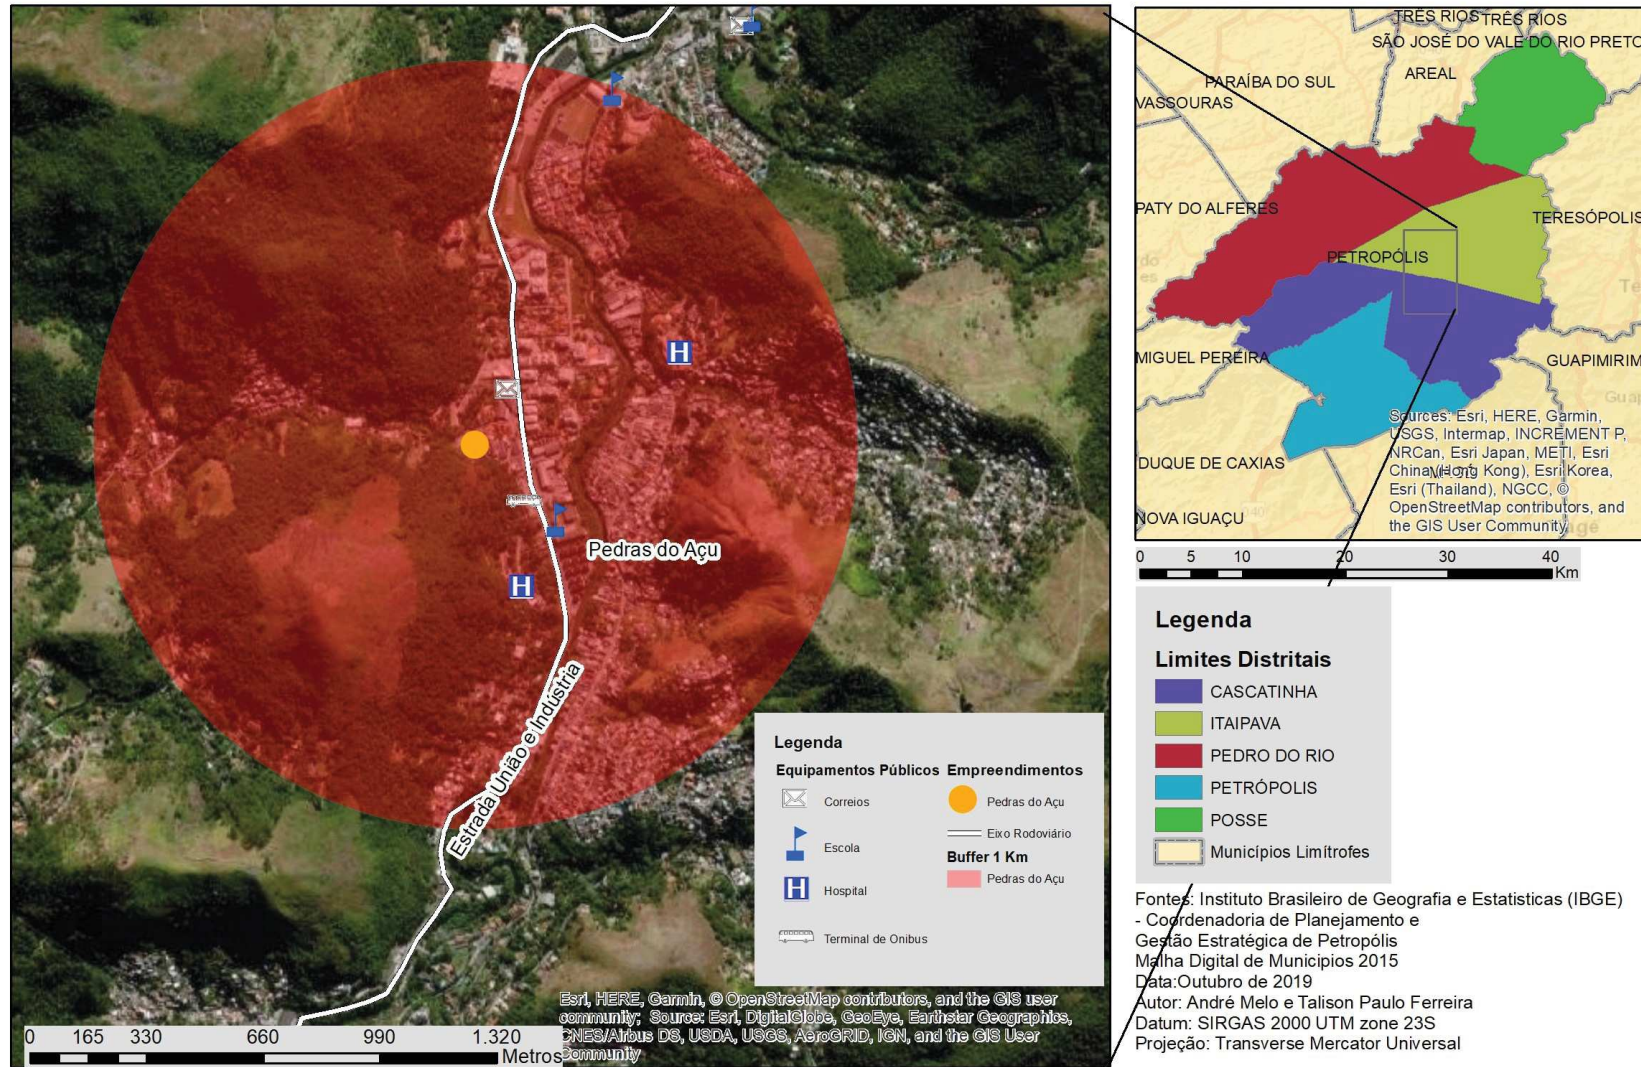 Pedras do Açu
Estrada União e Indústria
Legenda
Equipamentos Públicos
Correios
Escola
H
Hospital
Terminal de Onibus
Empreendimentos
Pedras do Açu
Eixo Rodoviário
Buffer 1 Km
Pedras do Açu
H
H
Esri, HERE, Garmin, © OpenStreetMap contributors, and the GIS user
community; Source: Esri, DigitalGlobe, GeoEye, Earthstar Geographics,
CNES/Airbus DS, USDA, USGS, AeroGRID, IGN, and the GIS User
Community
0 165 330 660 990 1.320
Metros
TRÊS RIOS TRÊS RIOS
SÃO JOSÉ DO VALE DO RIO PRETO
AREAL
PARAÍBA DO SUL
VASSOURAS
PATY DO ALFERES
TERESÓPOLIS
PETROPÓLIS
MIGUEL PEREIRA
GUAPIMIRIM
DUQUE DE CAXIAS
NOVA IGUAÇU
Sources: Esri, HERE, Garmin,
USGS, Intermap, INCREMENT P,
NRCan, Esri Japan, METI, Esri
China (Hong Kong), Esri Korea,
Esri (Thailand), NGCC, ©
OpenStreetMap contributors, and
the GIS User Community
0 5 10 20 30 40
Km
Legenda
Limites Distritais
CASCATINHA
ITAIPAVA
PEDRO DO RIO
PETRÓPOLIS
POSSE
Municípios Limítrofes
Fontes: Instituto Brasileiro de Geografia e Estatisticas (IBGE)
- Coordenadoria de Planejamento e
Gestão Estratégica de Petropólis
Malha Digital de Municipios 2015
Data:Outubro de 2019
Autor: André Melo e Talison Paulo Ferreira
Datum: SIRGAS 2000 UTM zone 23S
Projeção: Transverse Mercator Universal